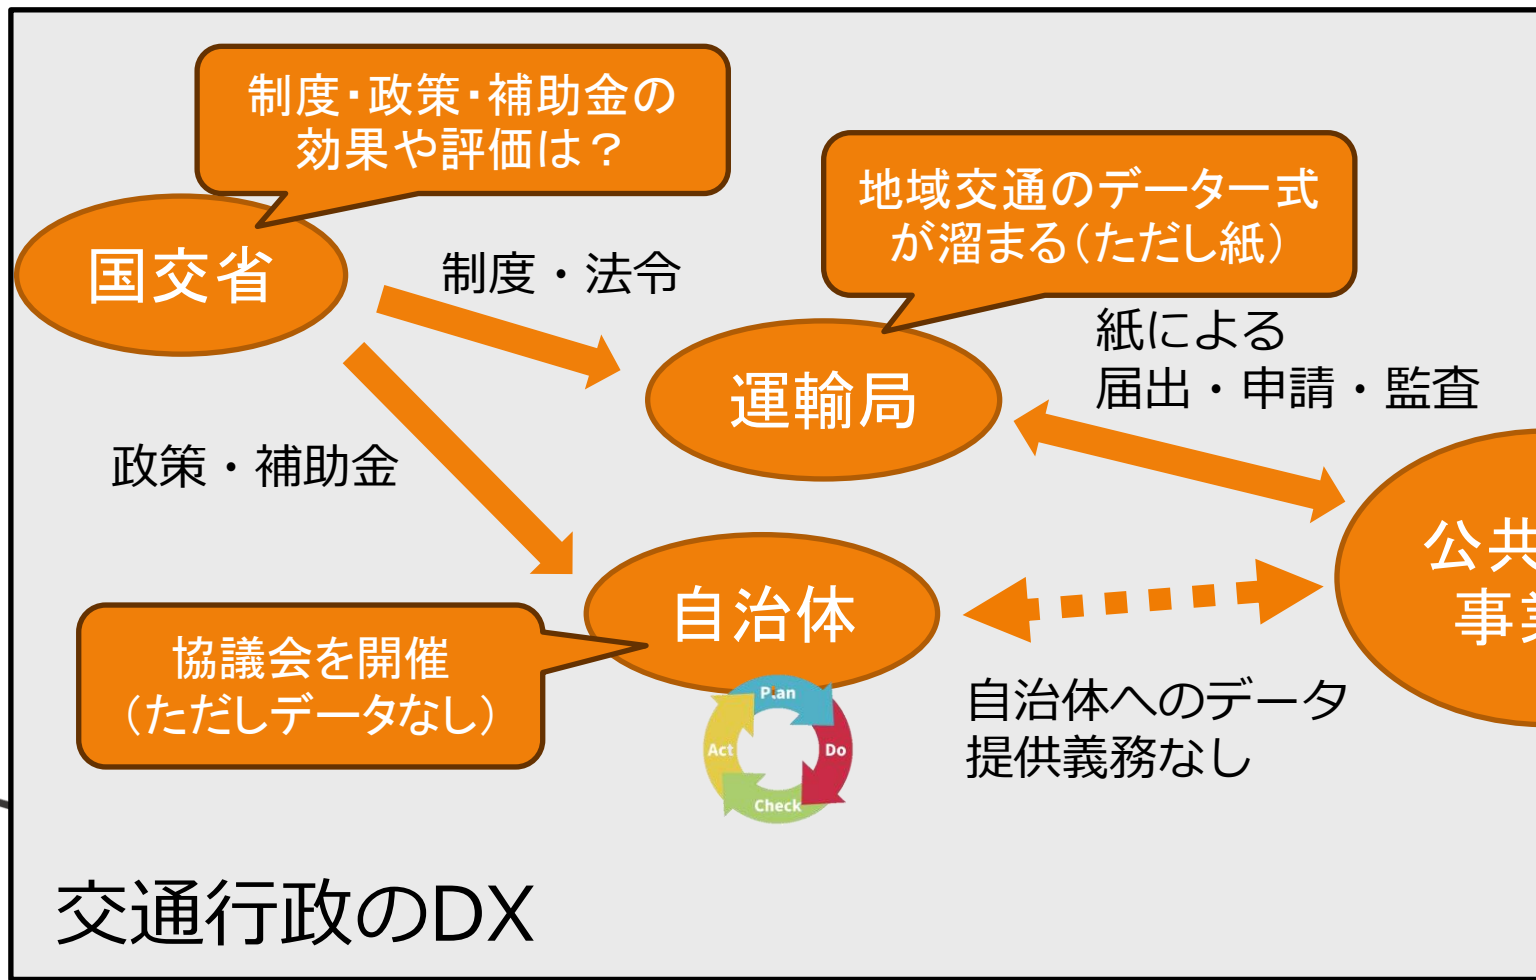 制度・政策・補助金の
効果や評価は？
地域交通のデータ一式
が溜まる（ただし紙）
国交省
制度・法令
紙による
届出・申請・監査
運輸局
政策・補助金
公共
事業
自治体
協議会を開催
（ただしデータなし）
Plan
Do
Check
Act
自治体へのデータ
提供義務なし
交通行政のDX